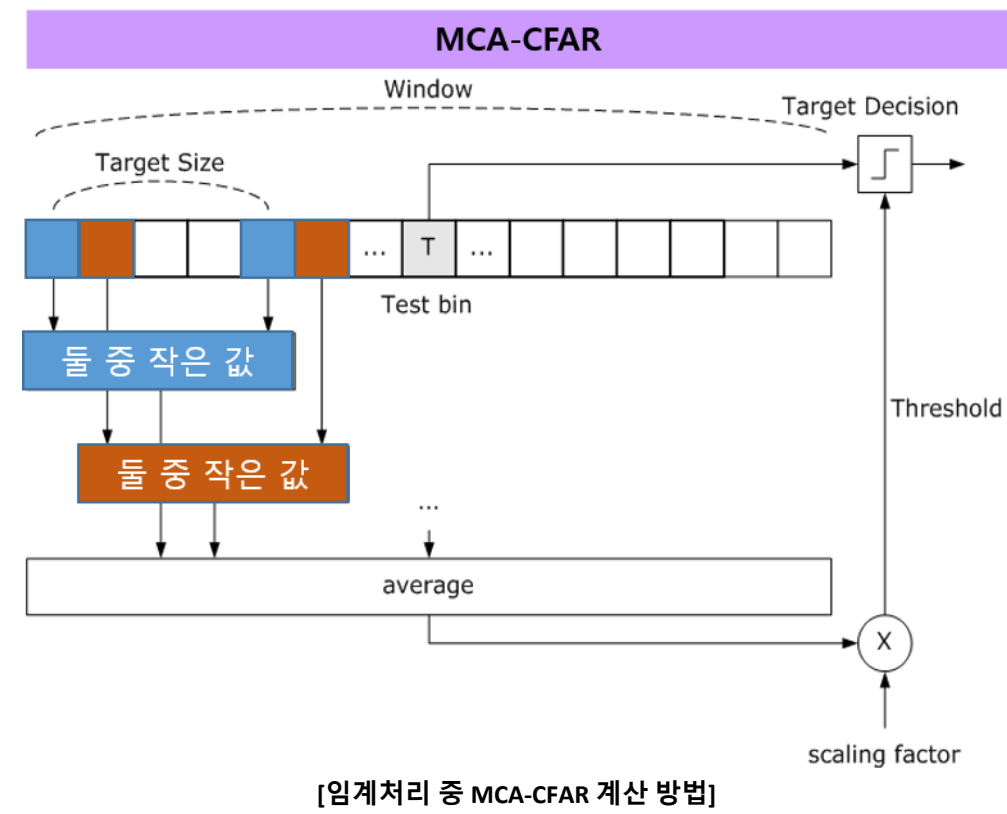 MCA-CFAR
Window
Target Decision
Target Size
... T ...
Test bin
둘 중 작은 값
Threshold
둘 중 작은 값
...
average
X
scaling factor
[임계처리 중 MCA-CFAR 계산 방법]